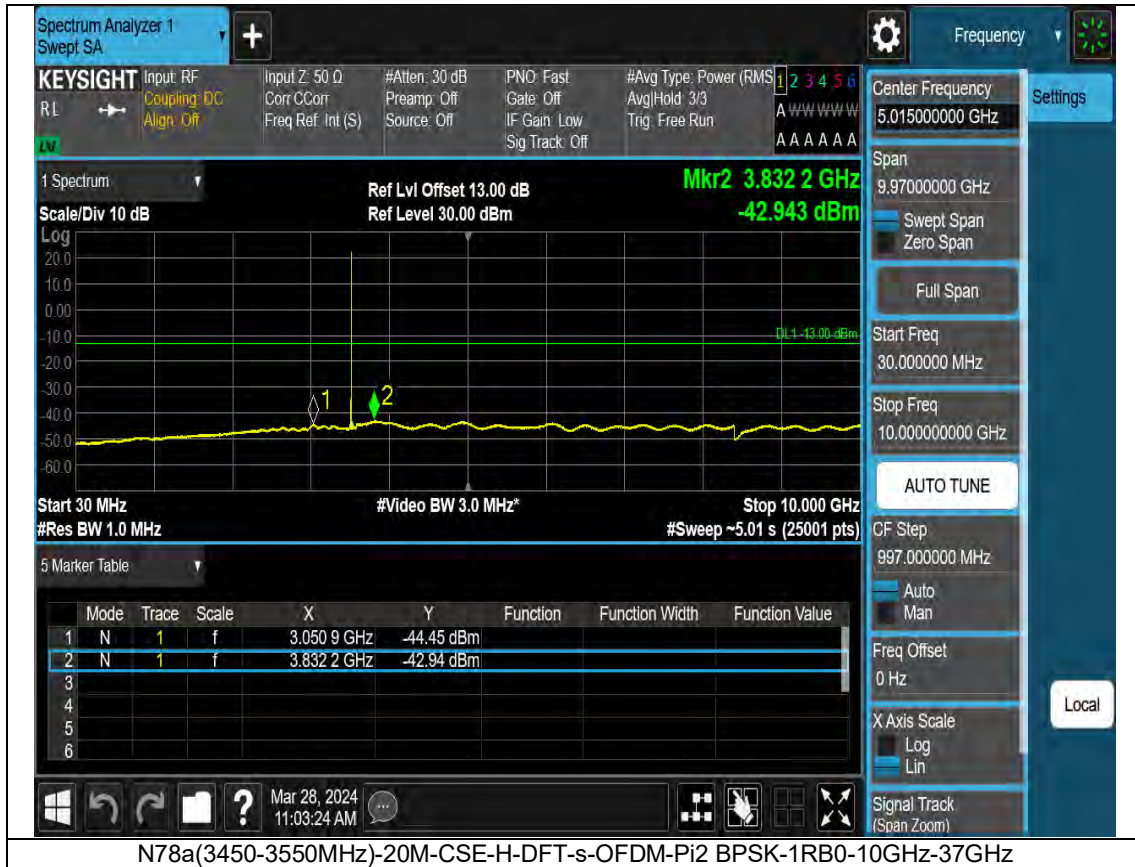 Spectrum Analyzer 1
Swept SA
+
Frequency
KEYSIGHT
RL
Input: RF
Coupling: DC
Align: Off
Input Z: 50 Ω
Corr CCorr
Freq Ref: Int (S)
#Atten: 30 dB
Preamp: Off
Source: Off
PNO: Fast
Gate: Off
IF Gain: Low
Sig Track: Off
#Avg Type: Power (RMS
Avg|Hold: 3/3
Trig: Free Run
1 2 3 4 5 6
A W W W W W
A A A A A A
1 Spectrum
Scale/Div 10 dB
Ref Lvl Offset 13.00 dB
Ref Level 30.00 dBm
Mkr2 3.832 2 GHz
-42.943 dBm
Log
20.0
10.0
0.00
-10.0
-20.0
-30.0
-40.0
-50.0
-60.0
DL1 -13.00 dBm
1
2
Start 30 MHz
#Video BW 3.0 MHz*
Stop 10.000 GHz
#Res BW 1.0 MHz
#Sweep ~5.01 s (25001 pts)
5 Marker Table
Mode Trace Scale X Y Function Function Width Function Value
1 N 1 f 3.050 9 GHz -44.45 dBm
2 N 1 f 3.832 2 GHz -42.94 dBm
3
4
5
6
Mar 28, 2024
11:03:24 AM
?
Center Frequency
5.015000000 GHz
Settings
Span
9.97000000 GHz
Swept Span
Zero Span
Full Span
Start Freq
30.000000 MHz
Stop Freq
10.000000000 GHz
AUTO TUNE
CF Step
997.000000 MHz
Auto
Man
Freq Offset
0 Hz
X Axis Scale
Log
Lin
Local
Signal Track
(Span Zoom)
N78a(3450-3550MHz)-20M-CSE-H-DFT-s-OFDM-Pi2 BPSK-1RB0-10GHz-37GHz